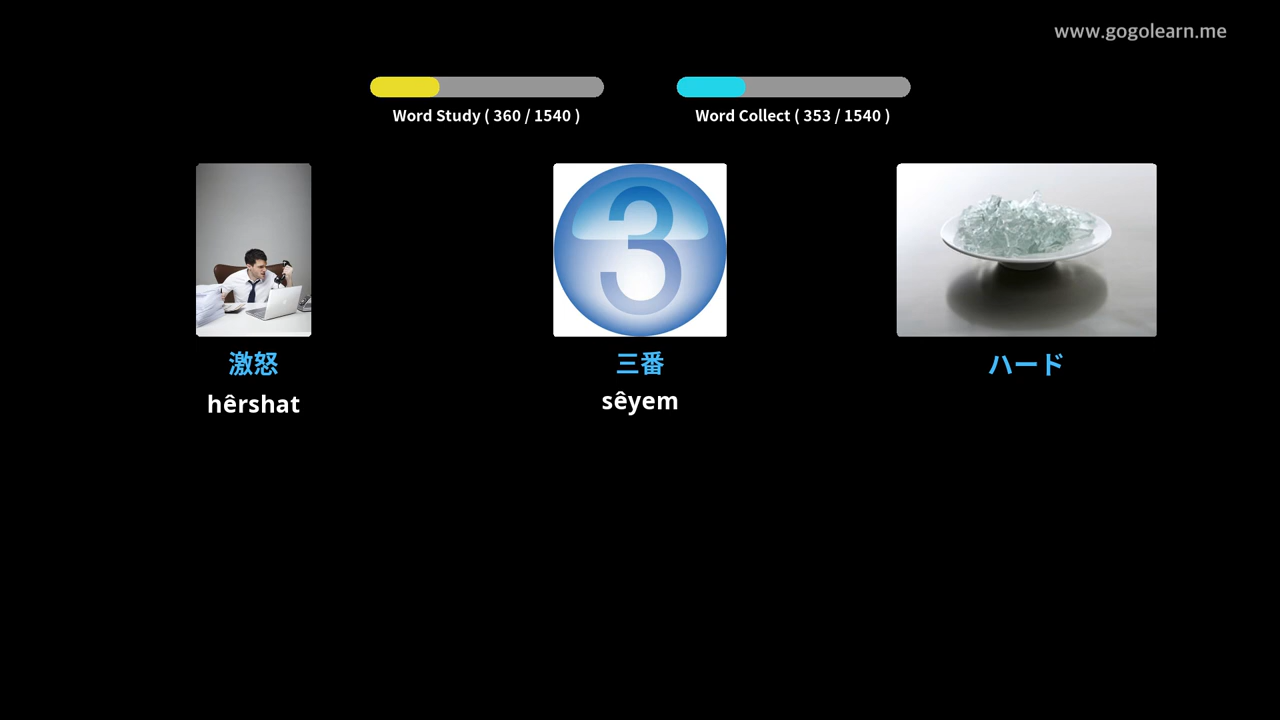 www.gogolearn.me
Word Study ( 360 / 1540 )
Word Collect ( 353 / 1540 )
3
激怒
三番
ハード
hêrshat
sêyem